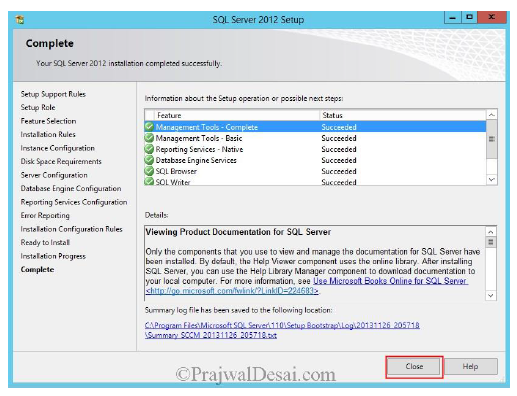 SQL Server 2012 Setup
Complete
Your SQL Server 2012 installation completed successfully.
Setup Support Rules
Setup Role
Feature Selection
Installation Rules
Instance Configuration
Disk Space Requirements
Server Configuration
Database Engine Configuration
Reporting Services Configuration
Error Reporting
Installation Configuration Rules
Ready to Install
Installation Progress
Complete
Information about the Setup operation or possible next steps:
Feature Status
Management Tools - Complete Succeeded
Management Tools - Basic Succeeded
Reporting Services - Native Succeeded
Database Engine Services Succeeded
SQL Browser Succeeded
SQL Writer Succeeded
Details:
Viewing Product Documentation for SQL Server
Only the components that you use to view and manage the documentation for SQL Server have
been installed. By default, the Help Viewer component uses the online library. After installing
SQL Server, you can use the Help Library Manager component to download documentation to
your local computer. For more information, see Use Microsoft Books Online for SQL Server
<http://go.microsoft.com/fwlink/?LinkID=224683>.
Summary log file has been saved to the following location:
C:\Program Files\Microsoft SQL Server\110\Setup Bootstrap\Log\20131126_205718
\Summary_SCCM_20131126_205718.txt
Close Help
©PrajwalDesai.com